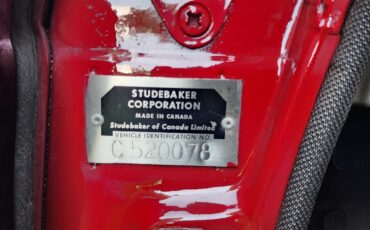 STUDEBAKER
CORPORATION
MADE IN CANADA
Studebaker of Canada Limited
VEHICLE IDENTIFICATION NO
C 520078